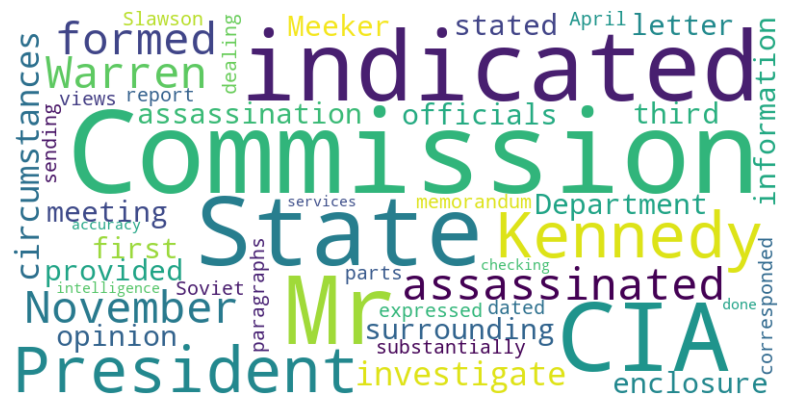 Slawson
formed
Warren
views
report
dealing
Meeker
indicated
stated
April
letter
information
circumstances
sending
assassination
officials
third
Commission
meeting
accuracy
first
provided
intelligence
Soviet
November
opinion
President
State
services
memorandum
Department
Kennedy
paragraphs
parts
checking
Mr
assassinated
expressed
dated
surrounding
substantially
investigate
CIA
done
corresponded
enclosure